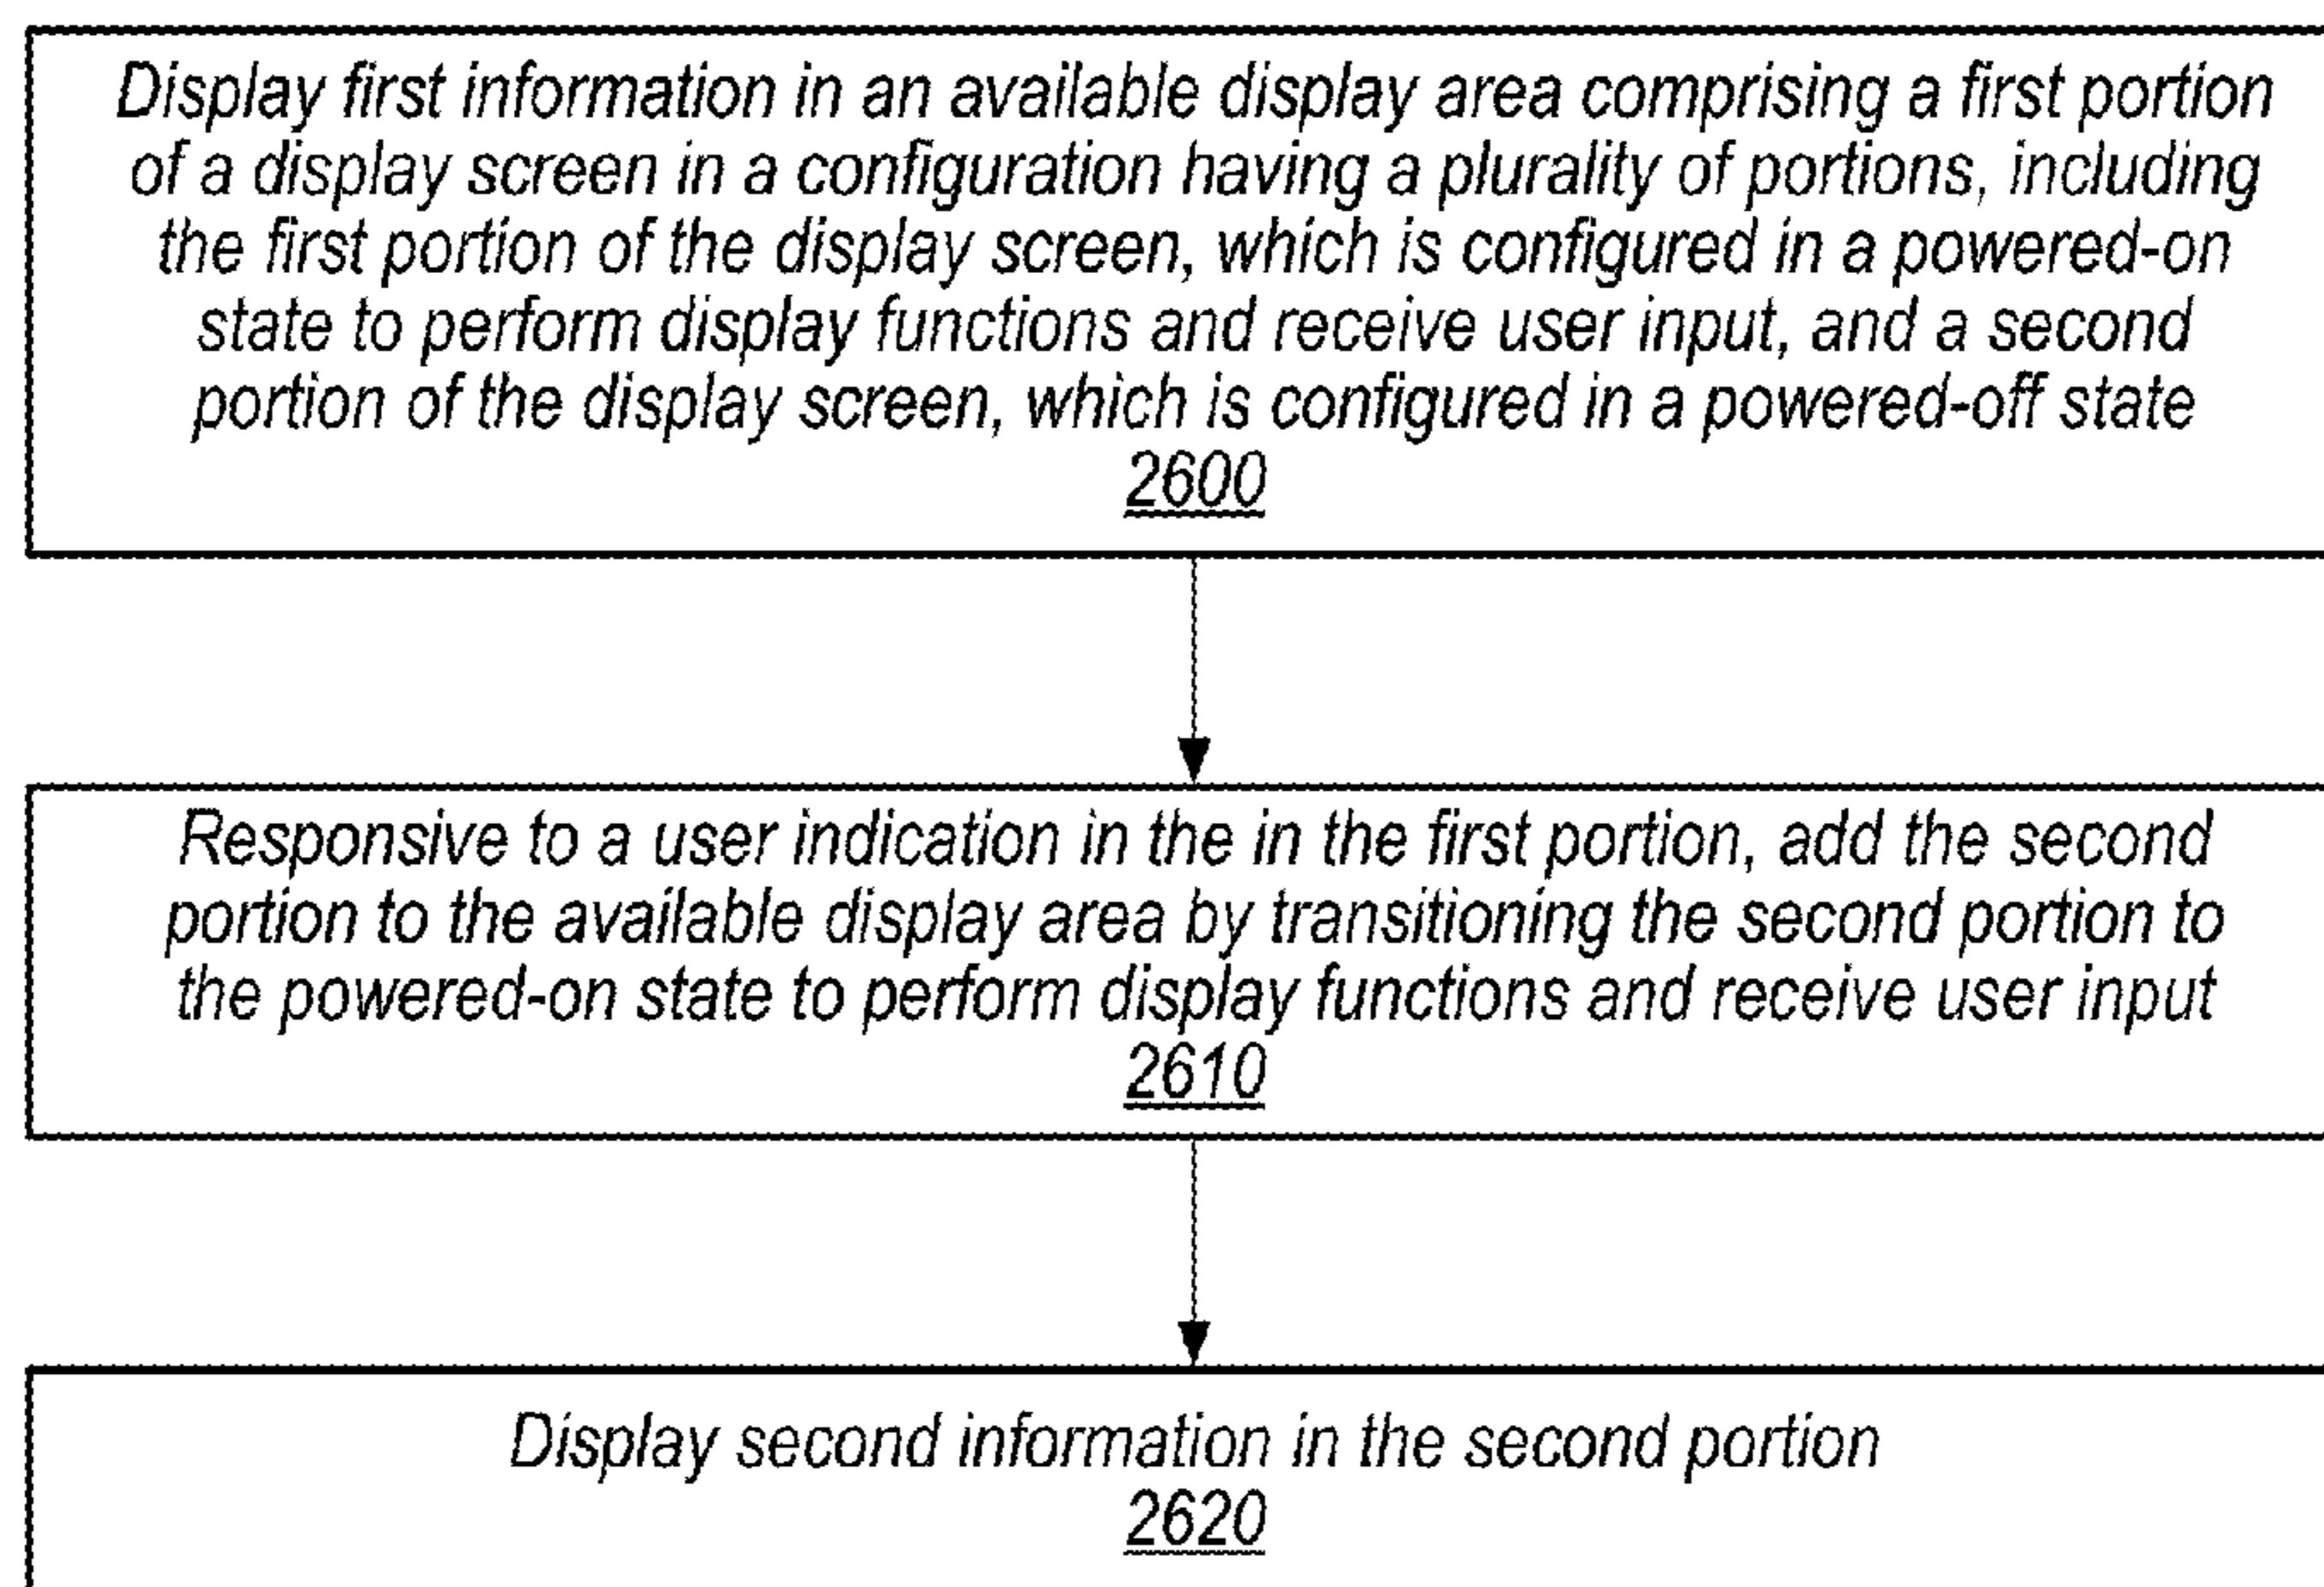 Display first information in an available display area comprising a first portion
of a display screen in a configuration having a plurality of portions, including
the first portion of the display screen, which is configured in a powered-on
state to perform display functions and receive user input, and a second
portion of the display screen, which is configured in a powered-off state
2600
Responsive to a user indication in the in the first portion, add the second
portion to the available display area by transitioning the second portion to
the powered-on state to perform display functions and receive user input
2610
Display second information in the second portion
2620